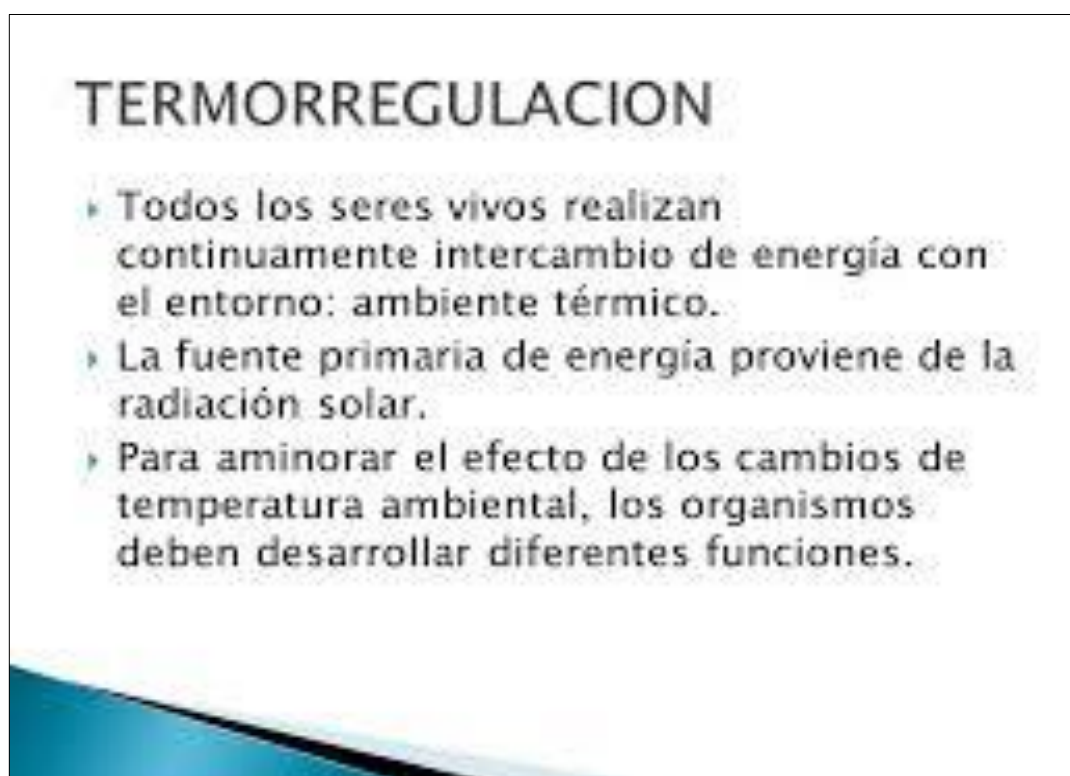 TERMORREGULACION
Todos los seres vivos realizan
continuamente intercambio de energía con
el entorno: ambiente térmico.
La fuente primaria de energía proviene de la
radiación solar.
Para aminorar el efecto de los cambios de
temperatura ambiental, los organismos
deben desarrollar diferentes funciones.